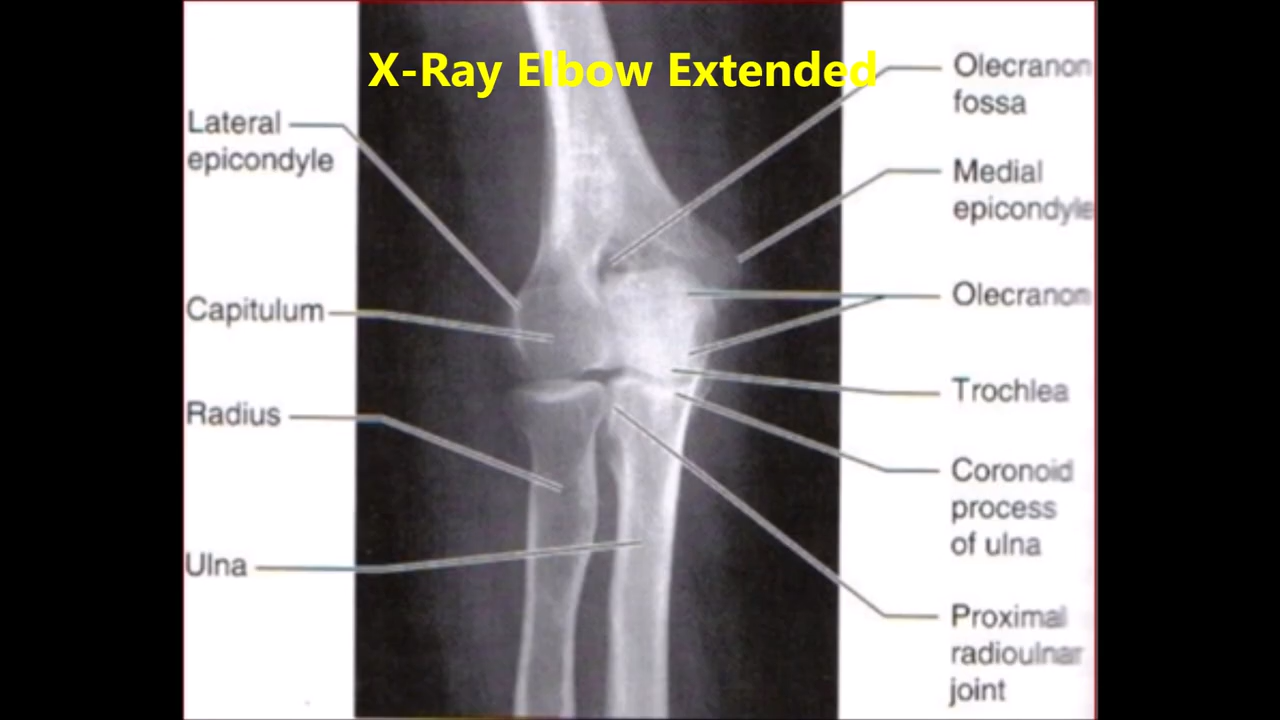 X-Ray Elbow Extended
Lateral
epicondyle
Capitulum
Radius
Ulna
Olecranon
fossa
Medial
epicondyle
Olecranon
Trochlea
Coronoid
process
of ulna
Proximal
radioulnar
joint